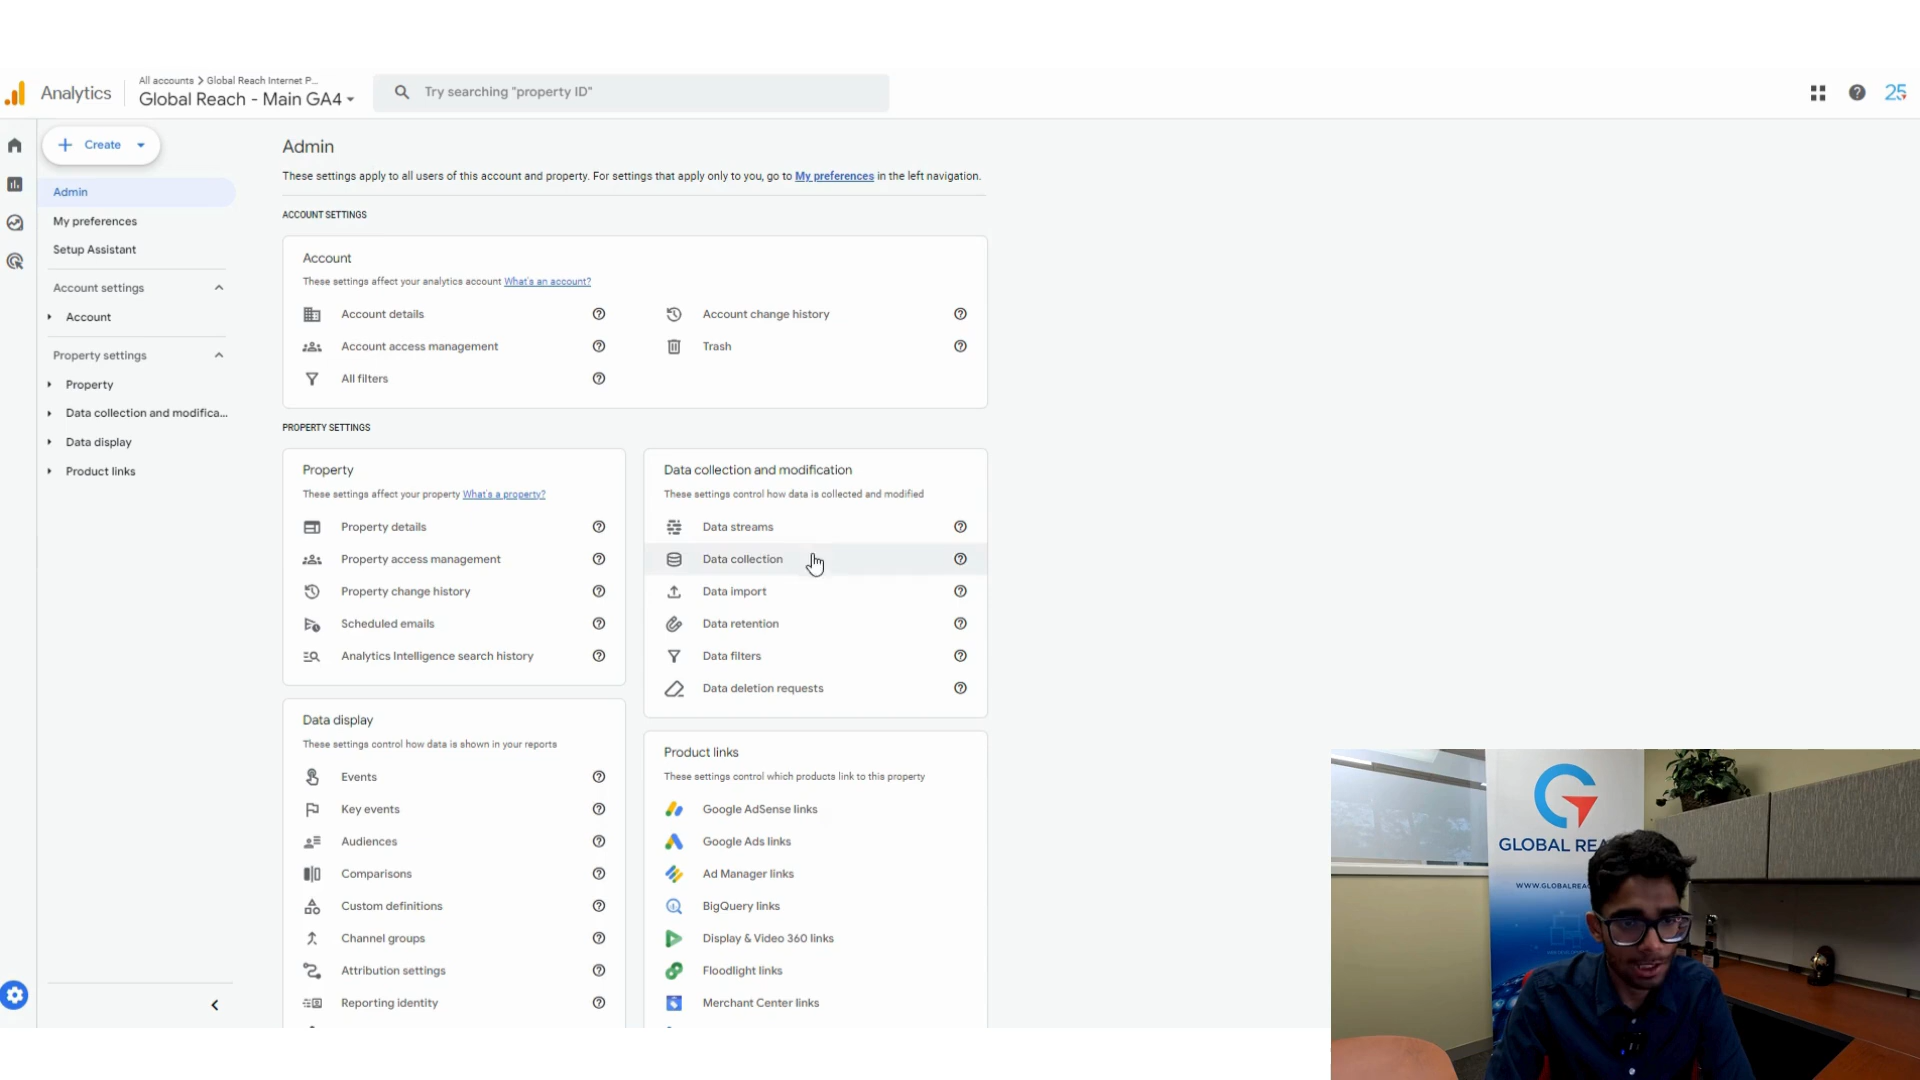 All accounts > Global Reach Internet P...
Analytics
Global Reach - Main GA4
Try searching "property ID"
25
Create
Admin
My preferences
Setup Assistant
Account settings
Account
Property settings
Property
Data collection and modifica...
Data display
Product links
Admin
These settings apply to all users of this account and property. For settings that apply only to you, go to My preferences in the left navigation.
ACCOUNT SETTINGS
Account
These settings affect your analytics account What's an account?
Account details
Account change history
Account access management
Trash
All filters
PROPERTY SETTINGS
Property
These settings affect your property What's a property?
Property details
Property access management
Property change history
Scheduled emails
Analytics Intelligence search history
Data collection and modification
These settings control how data is collected and modified
Data streams
Data collection
Data import
Data retention
Data filters
Data deletion requests
Data display
These settings control how data is shown in your reports
Events
Key events
Audiences
Comparisons
Custom definitions
Channel groups
Attribution settings
Reporting identity
Product links
These settings control which products link to this property
Google AdSense links
Google Ads links
Ad Manager links
BigQuery links
Display & Video 360 links
Floodlight links
Merchant Center links
GLOBAL REA
WWW.GLOBALREA